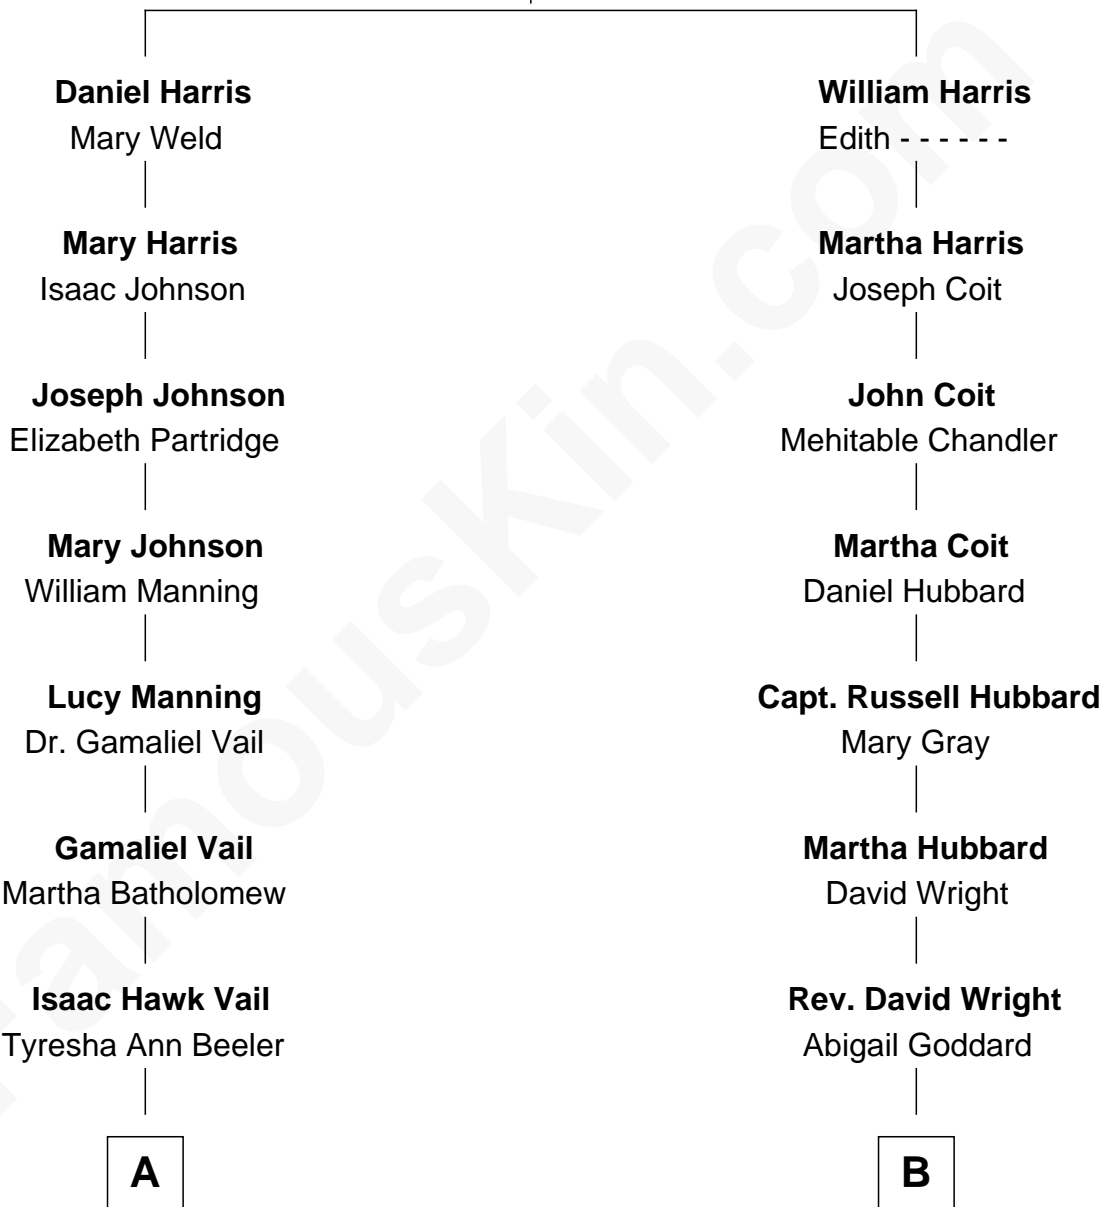 Daniel Harris
Mary Weld
Mary Harris
Isaac Johnson
Joseph Johnson
Elizabeth Partridge
Mary Johnson
William Manning
Lucy Manning
Dr. Gamaliel Vail
Gamaliel Vail
Martha Batholomew
Isaac Hawk Vail
Tyresha Ann Beeler
A
William Harris
Edith - - - - - -
Martha Harris
Joseph Coit
John Coit
Mehitable Chandler
Martha Coit
Daniel Hubbard
Capt. Russell Hubbard
Mary Gray
Martha Hubbard
David Wright
Rev. David Wright
Abigail Goddard
B
FamousKin.com